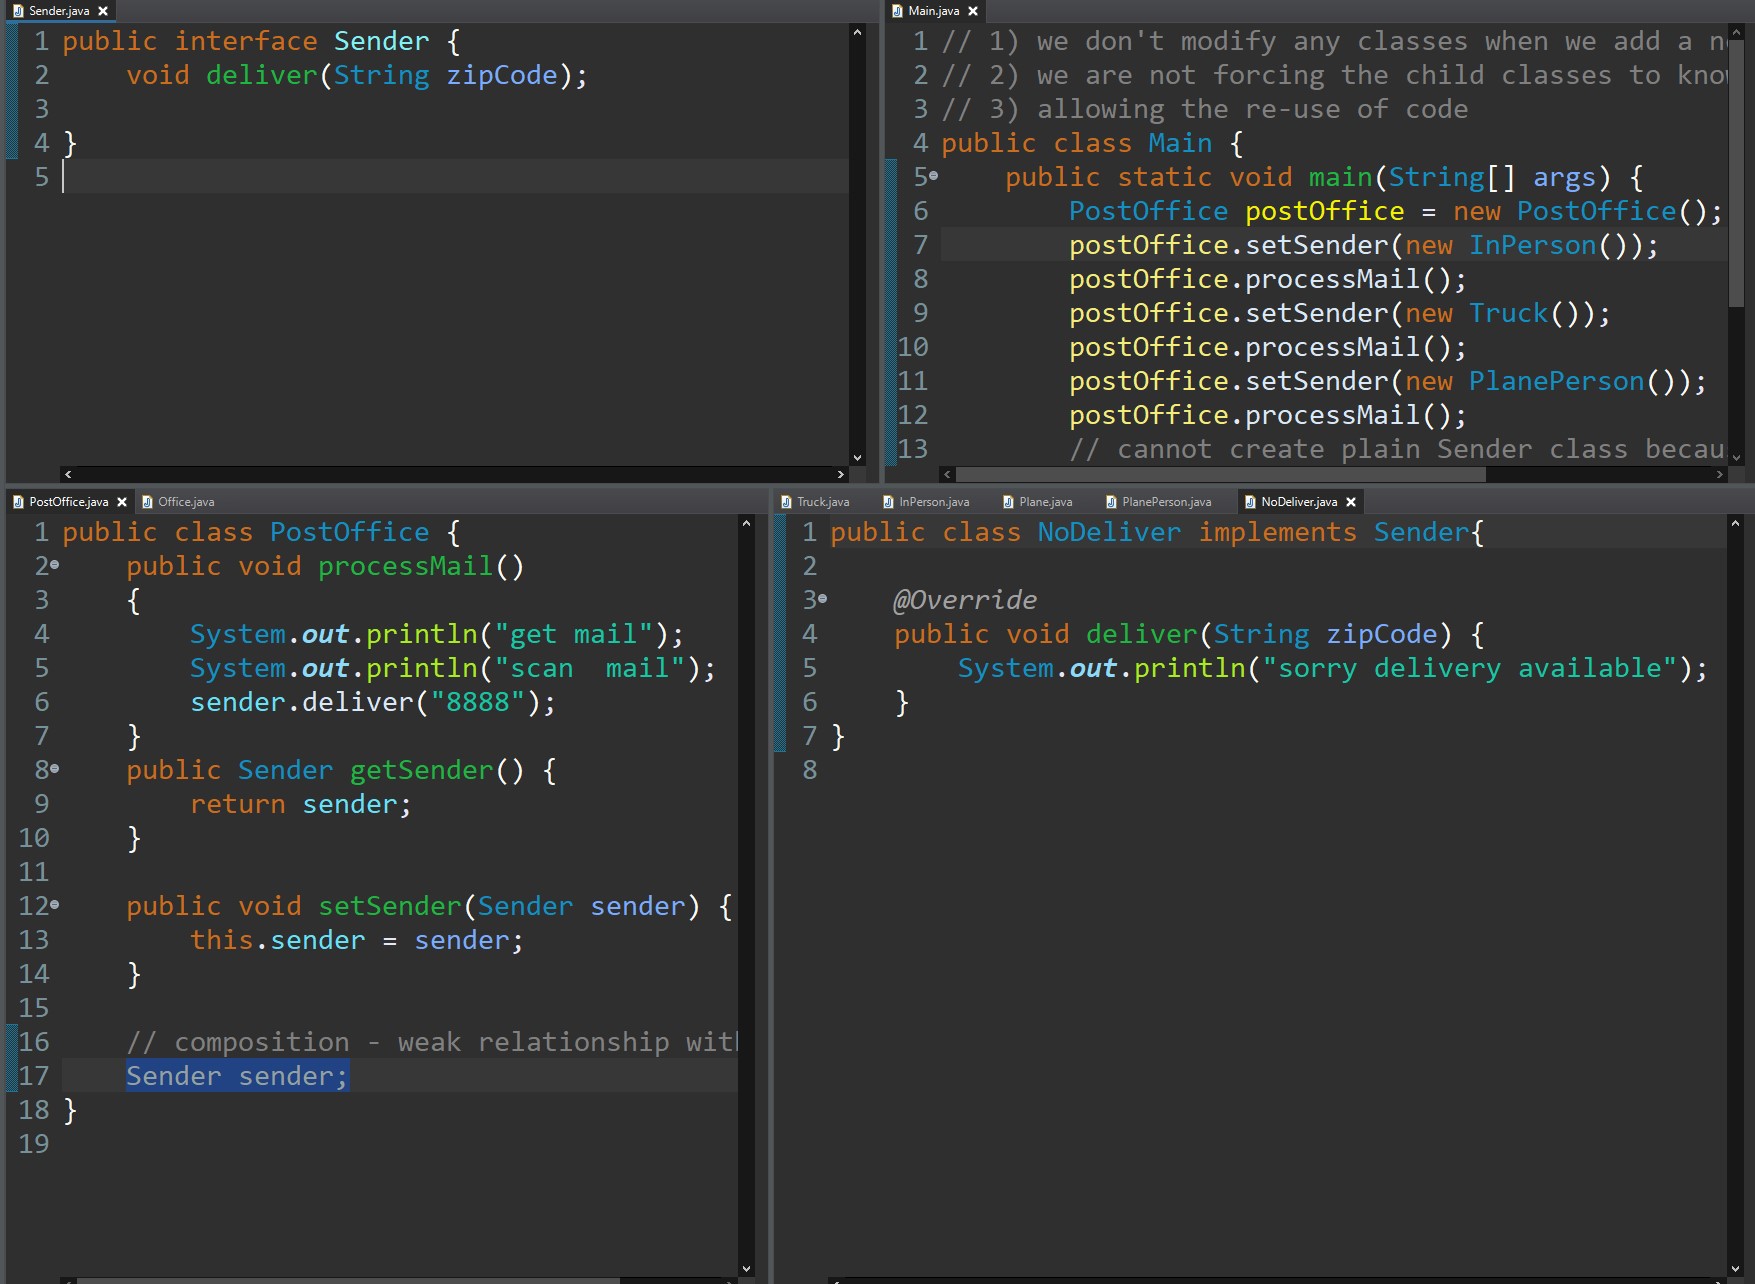 Sender.java
1 public interface Sender {
2     void deliver(String zipCode);
3
4 }
5
Main.java
1 // 1) we don't modify any classes when we add a
2 // 2) we are not forcing the child classes to
3 // 3) allowing the re-use of code
4 public class Main {
5     public static void main(String[] args) {
6         PostOffice postOffice = new PostOffice();
7         postOffice.setSender(new InPerson());
8         postOffice.processMail();
9         postOffice.setSender(new Truck());
10         postOffice.processMail();
11         postOffice.setSender(new PlanePerson());
12         postOffice.processMail();
13         // cannot create plain Sender class becau
PostOffice.java Office.java
1 public class PostOffice {
2     public void processMail()
3     {
4         System.out.println("get mail");
5         System.out.println("scan  mail");
6         sender.deliver("8888");
7     }
8     public Sender getSender() {
9         return sender;
10     }
11
12     public void setSender(Sender sender) {
13         this.sender = sender;
14     }
15
16     // composition - weak relationship wit
17     Sender sender;
18 }
19
Truck.java InPerson.java Plane.java PlanePerson.java NoDeliver.java
1 public class NoDeliver implements Sender{
2
3     @Override
4     public void deliver(String zipCode) {
5         System.out.println("sorry delivery available");
6     }
7 }
8